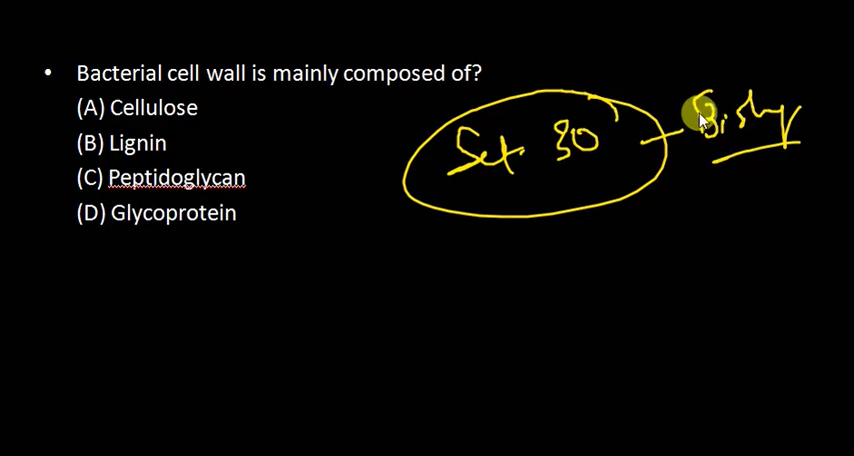 • Bacterial cell wall is mainly composed of?
(A) Cellulose
(B) Lignin
(C) Peptidoglycan
(D) Glycoprotein
Set. 30